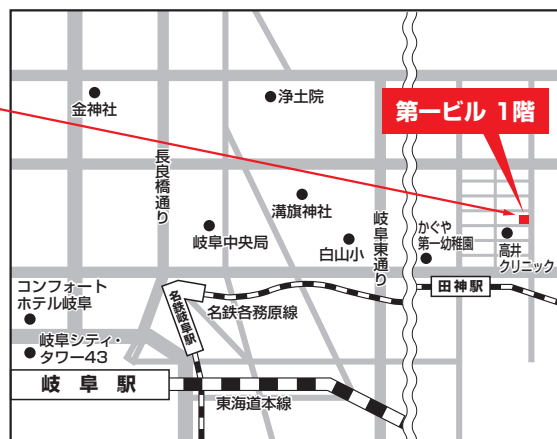 金神社
浄土院
第一ビル 1階
長良橋通り
溝旗神社
岐阜東通り
岐阜中央局
白山小
かぐや
第一幼稚園
高井
クリニック
コンフォート
ホテル岐阜
名鉄岐阜駅
名鉄各務原線
田神駅
岐阜シティ・
タワー43
岐阜駅
東海道本線